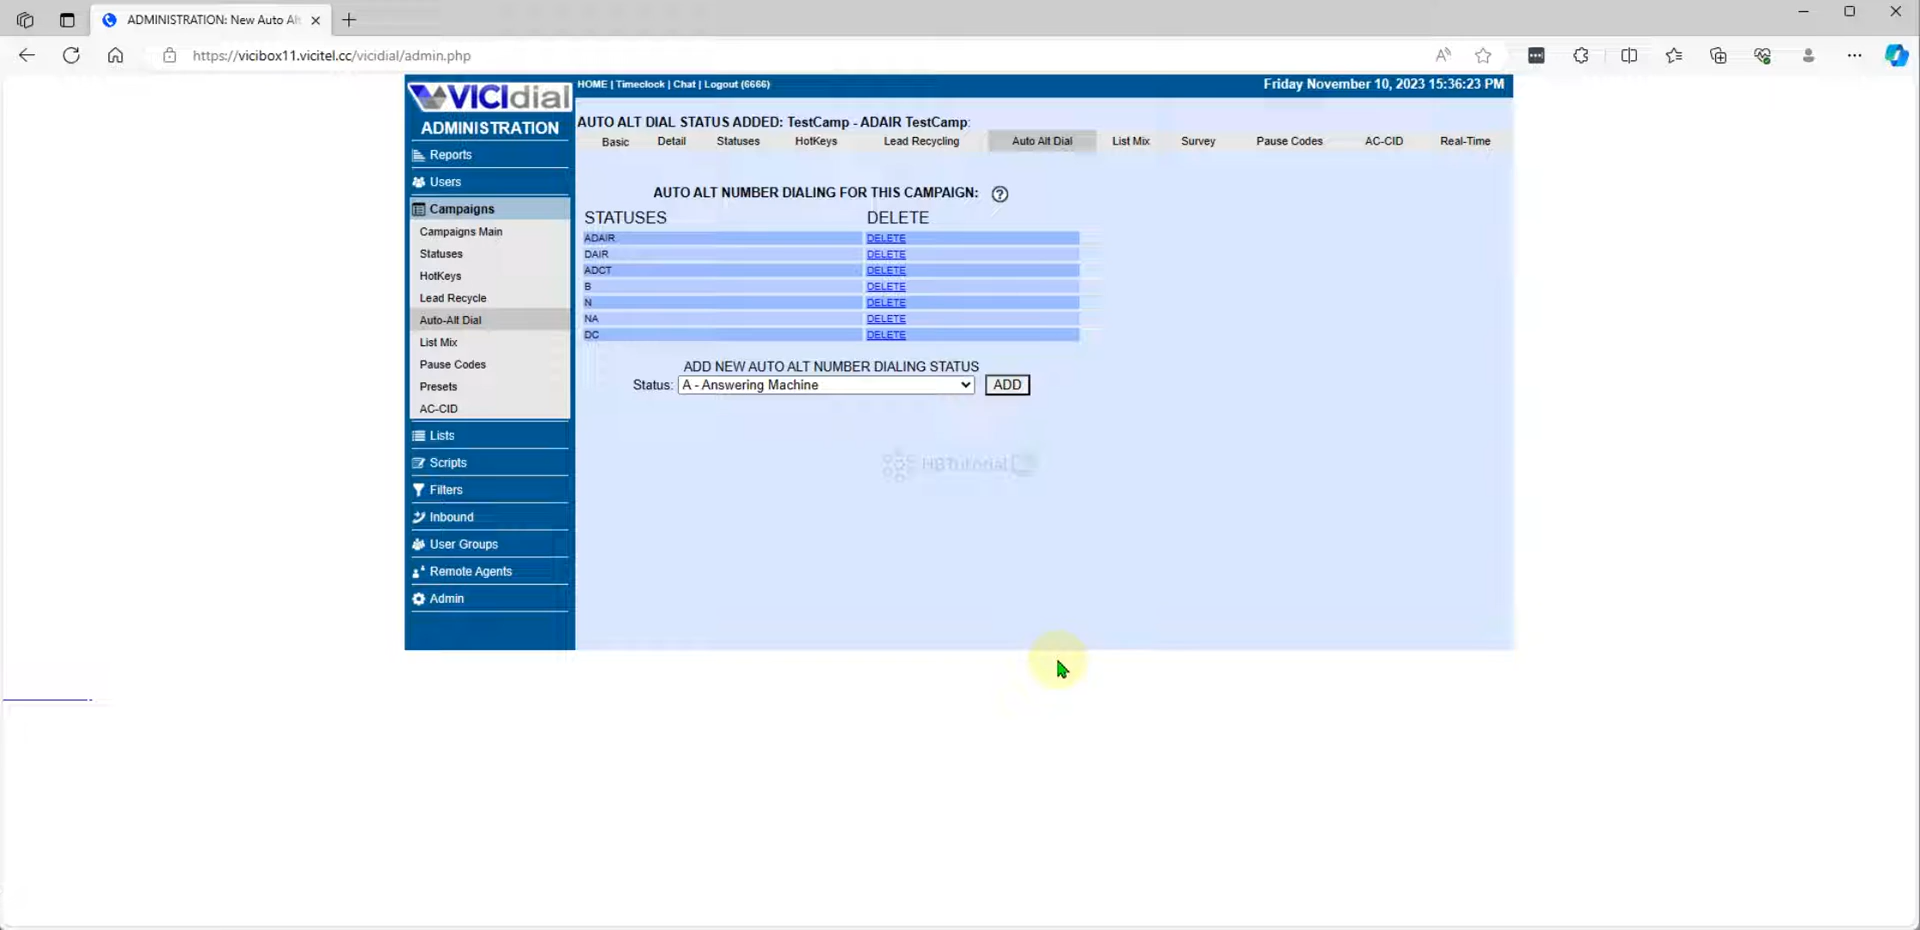 ADMINISTRATION: New Auto Al
https://vicibox11.vicitel.cc/vicidial/admin.php
VICIdial
HOME | Timeclock | Chat | Logout (6666)
Friday November 10, 2023 15:36:23 PM
ADMINISTRATION
AUTO ALT DIAL STATUS ADDED: TestCamp - ADAIR TestCamp:
Basic Detail Statuses HotKeys Lead Recycling Auto Alt Dial List Mix Survey Pause Codes AC-CID Real-Time
Reports
Users
Campaigns
Campaigns Main
Statuses
HotKeys
Lead Recycle
Auto-Alt Dial
List Mix
Pause Codes
Presets
AC-CID
Lists
Scripts
Filters
Inbound
User Groups
Remote Agents
Admin
AUTO ALT NUMBER DIALING FOR THIS CAMPAIGN: ?
STATUSES DELETE
ADAIR DELETE
DAIR DELETE
ADCT DELETE
B DELETE
N DELETE
NA DELETE
DC DELETE
ADD NEW AUTO ALT NUMBER DIALING STATUS
Status: A - Answering Machine ADD
HBTutorial